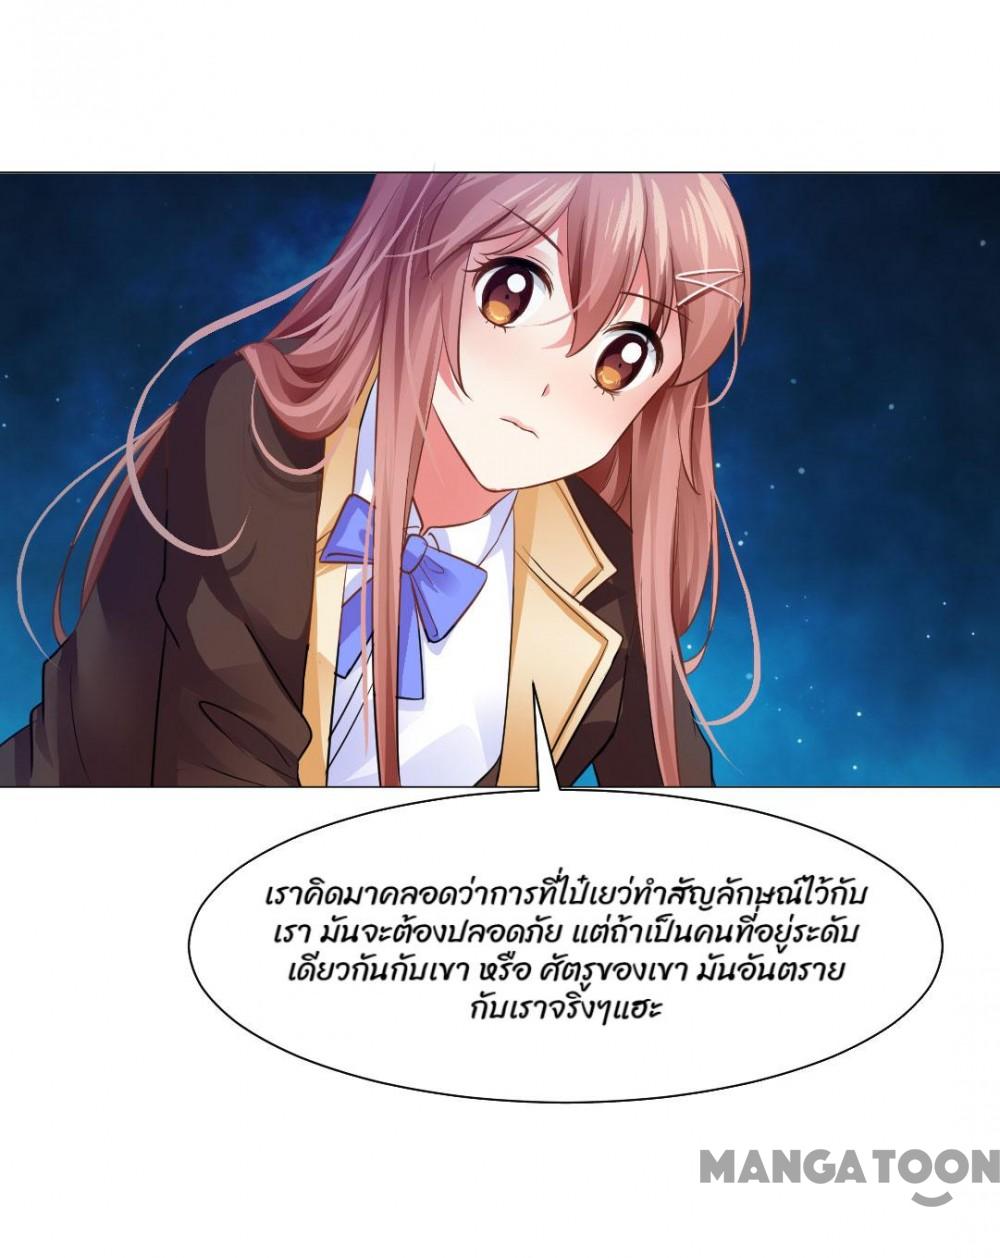 เราคิดมาคลอดว่าการที่ไป๋เยว่ทำสัญลักษณ์ไว้กับ
เรา มันจะต้องปลอดภัย แต่ถ้าเป็นคนที่อยู่ระดับ
เดียวกันกับเขา หรือ ศัตรูของเขา มันอันตราย
กับเราจริงๆแฮะ
MANGATOON